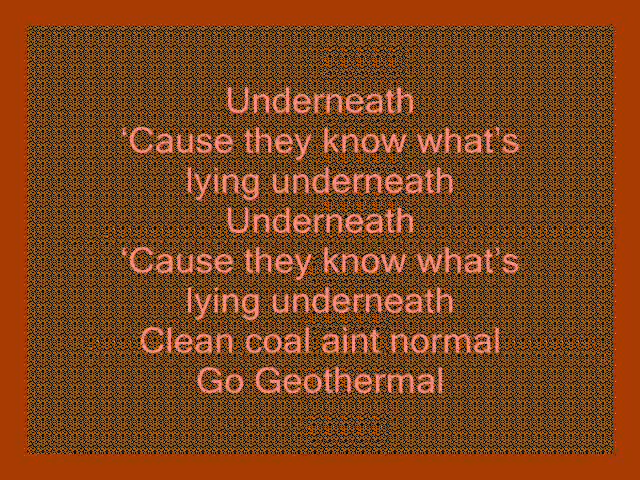 Underneath
‘Cause they know what’s
lying underneath
Underneath
‘Cause they know what’s
lying underneath
Clean coal aint normal
Go Geothermal